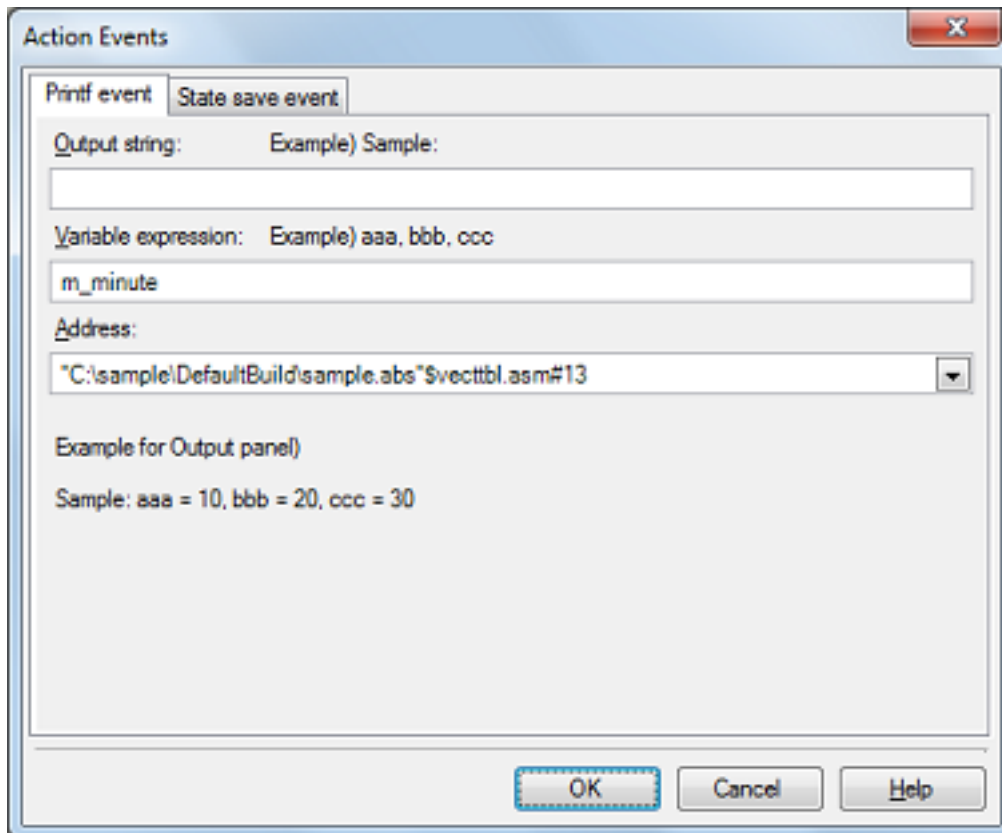 Action Events
Printf event State save event
Output string: Example) Sample:
Variable expression: Example) aaa, bbb, ccc
m_minute
Address:
"C:\sample\DefaultBuild\sample.abs"$vecttbl.asm#13
Example for Output panel)
Sample: aaa = 10, bbb = 20, ccc = 30
OK Cancel Help